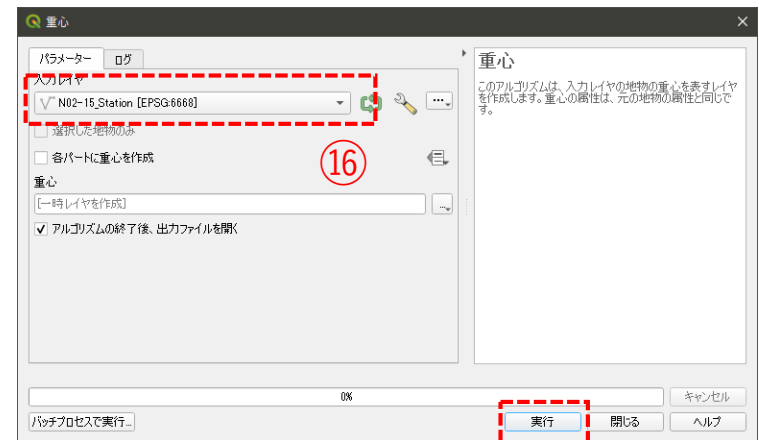 重心
パラメーター ログ
入力レイヤ
N02-15_Station [EPSG:6668]
選択した地物のみ
各パートに重心を作成
⑯
重心
[一時レイヤを作成]
アルゴリズムの終了後、出力ファイルを開く
重心
このアルゴリズムは、入力レイヤの地物の重心を表すレイヤ
を作成します。重心の属性は、元の地物の属性と同じで
す。
0%
キャンセル
バッチプロセスで実行...
実行 閉じる ヘルプ